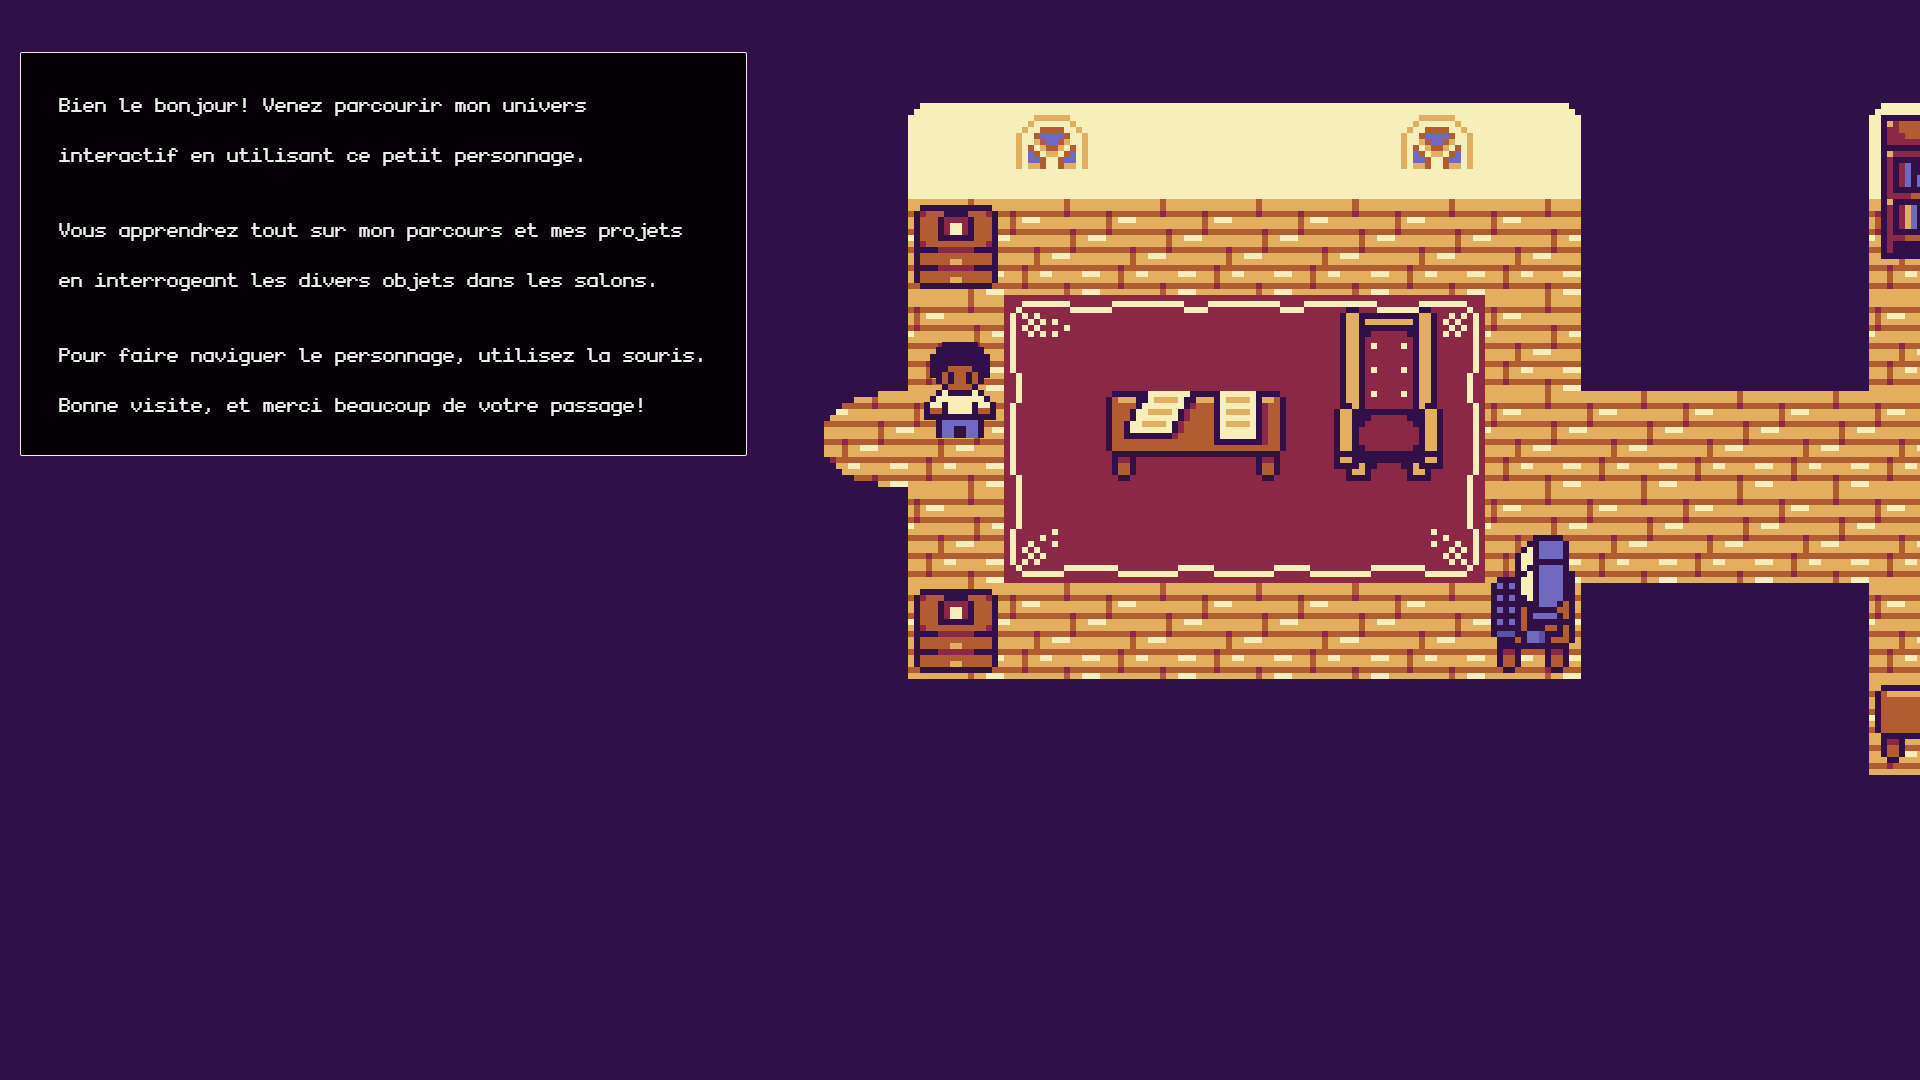 Bien le bonjour! Venez parcourir mon univers
interactif en utilisant ce petit personnage.
Vous apprendrez tout sur mon parcours et mes projets
en interrogeant les divers objets dans les salons.
Pour faire naviguer le personnage, utilisez la souris.
Bonne visite, et merci beaucoup de votre passage!